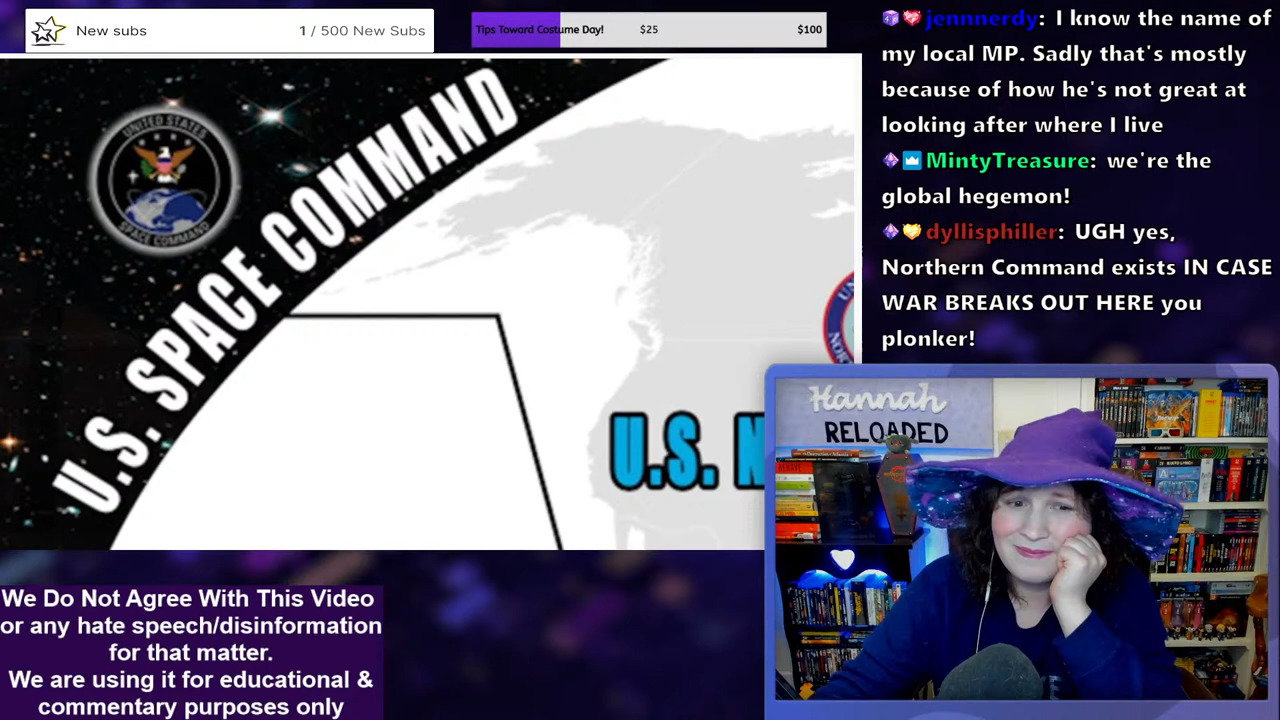 New subs
1 / 500 New Subs
Tips Toward Costume Day!
$25
$100
UNITED STATES
SPACE COMMAND
U.S. SPACE COMMAND
U.S. N
jennnerdy: I know the name of
my local MP. Sadly that's mostly
because of how he's not great at
looking after where I live
MintyTreasure: we're the
global hegemon!
dyllisphiller: UGH yes,
Northern Command exists IN CASE
WAR BREAKS OUT HERE you
plonker!
Hannah
RELOADED
We Do Not Agree With This Video
or any hate speech/disinformation
for that matter.
We are using it for educational &
commentary purposes only